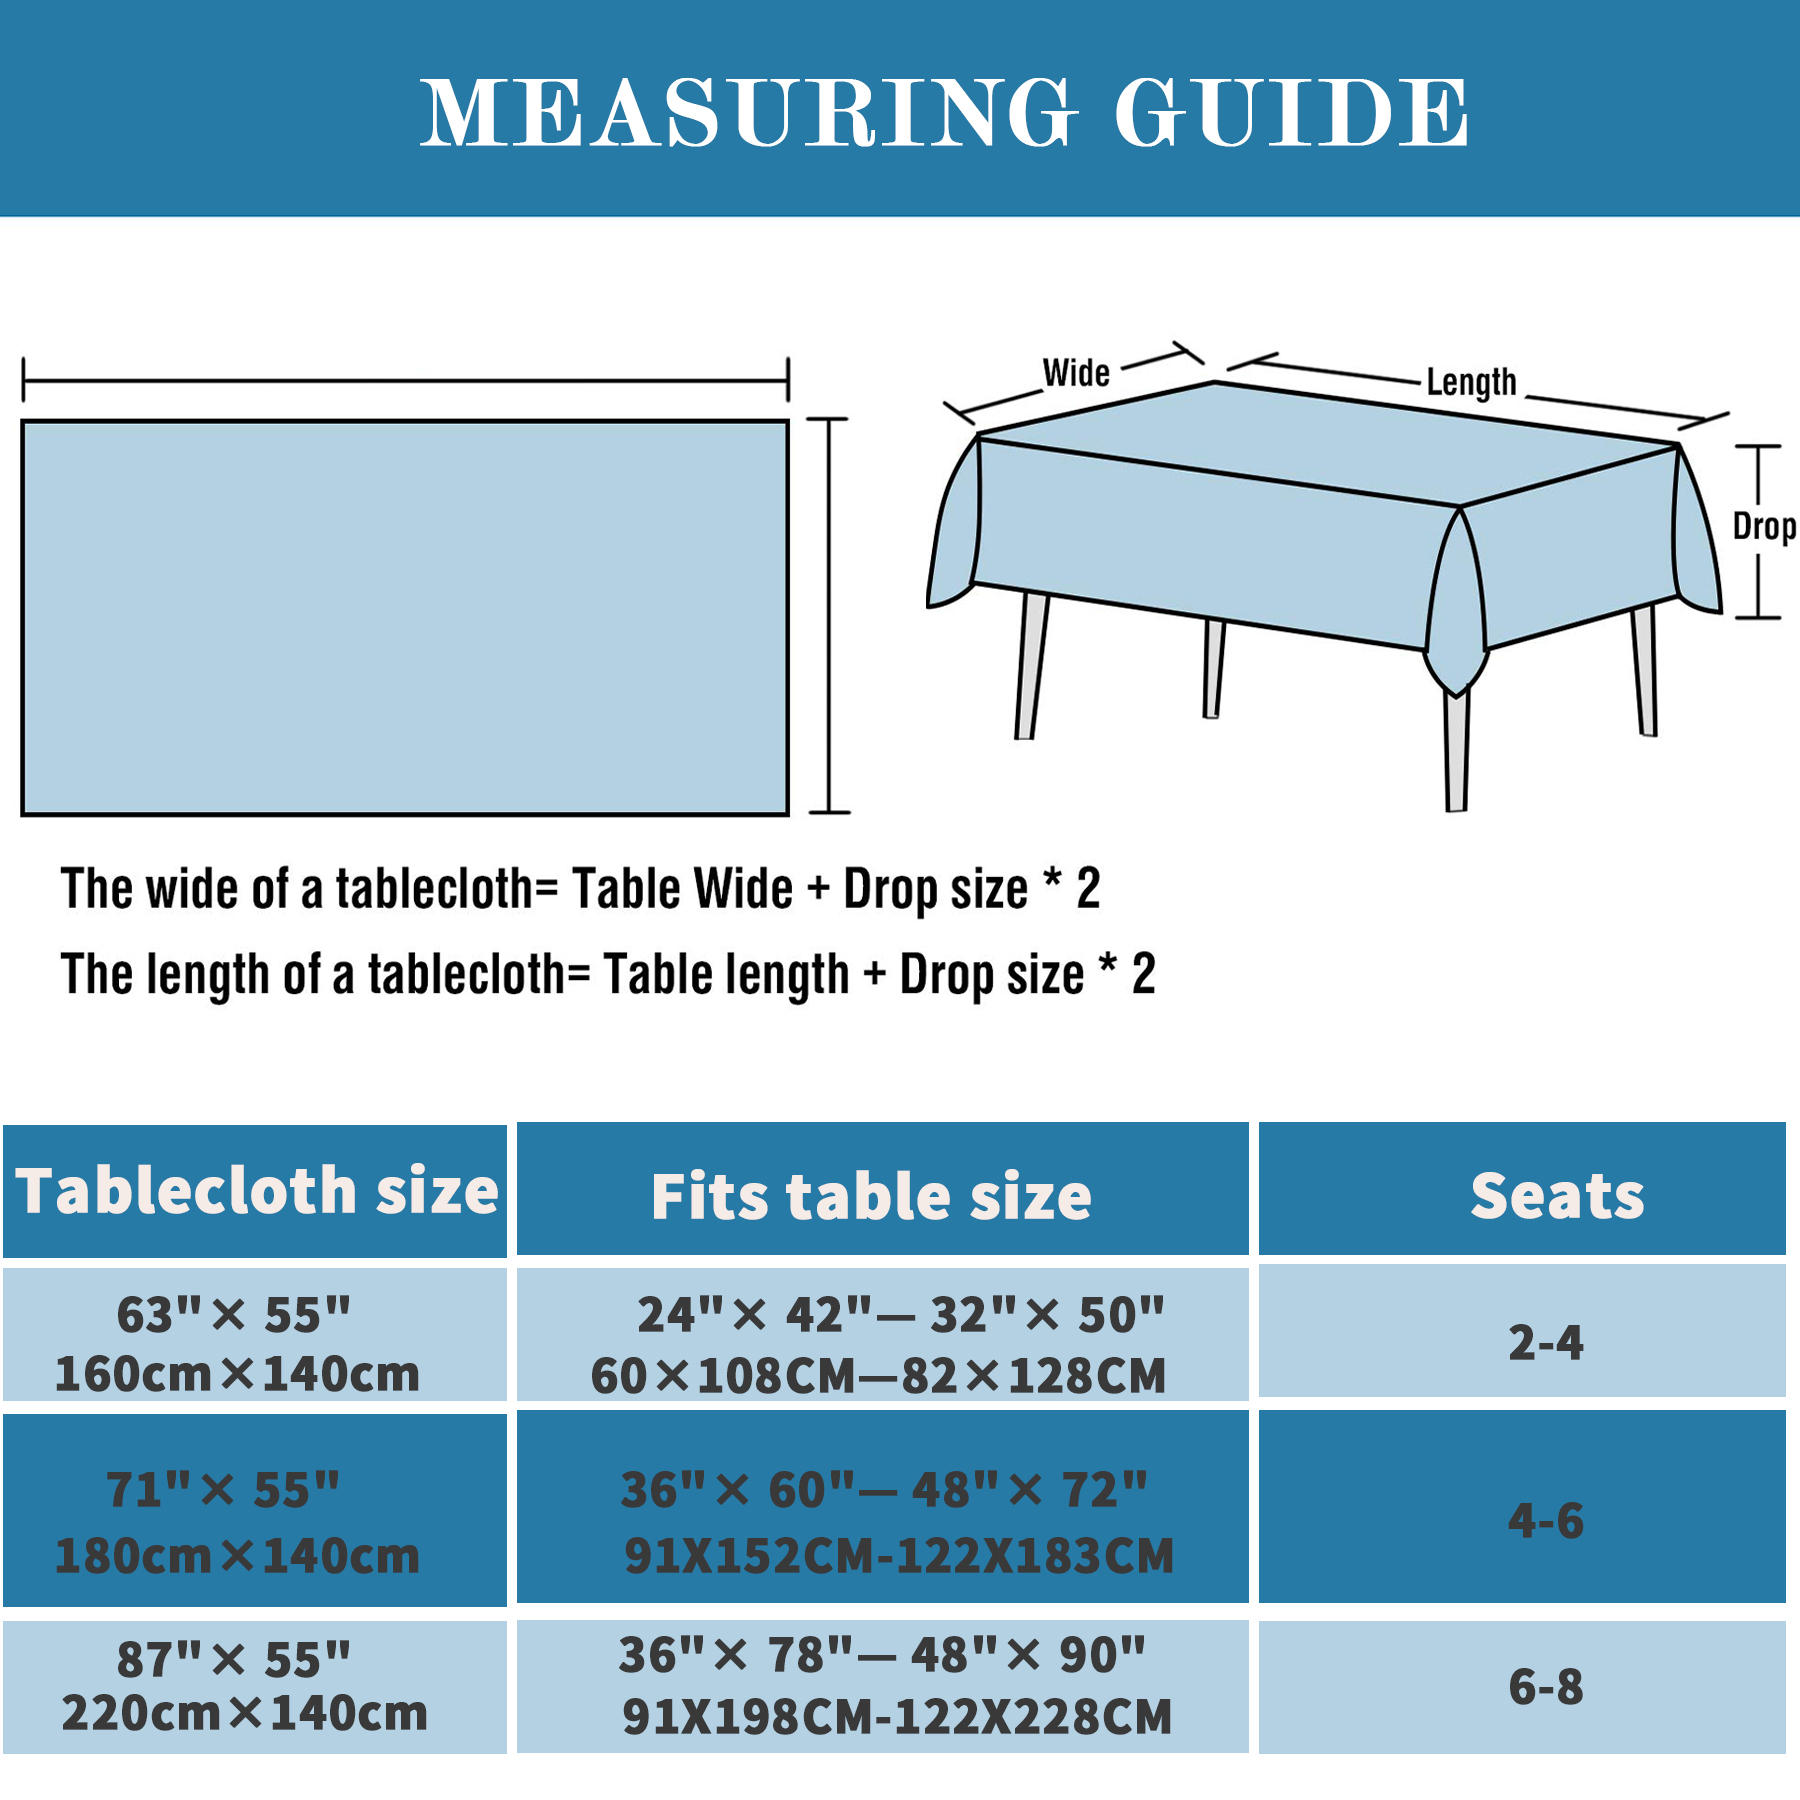 MEASURING GUIDE
Wide
Length
Drop
The wide of a tablecloth= Table Wide + Drop size * 2
The length of a tablecloth= Table length + Drop size * 2
Tablecloth size
Fits table size
Seats
63"× 55"
160cm×140cm
24"× 42"— 32"× 50"
60×108CM—82×128CM
2-4
71"× 55"
180cm×140cm
36"× 60"— 48"× 72"
91X152CM-122X183CM
4-6
87"× 55"
220cm×140cm
36"× 78"— 48"× 90"
91X198CM-122X228CM
6-8